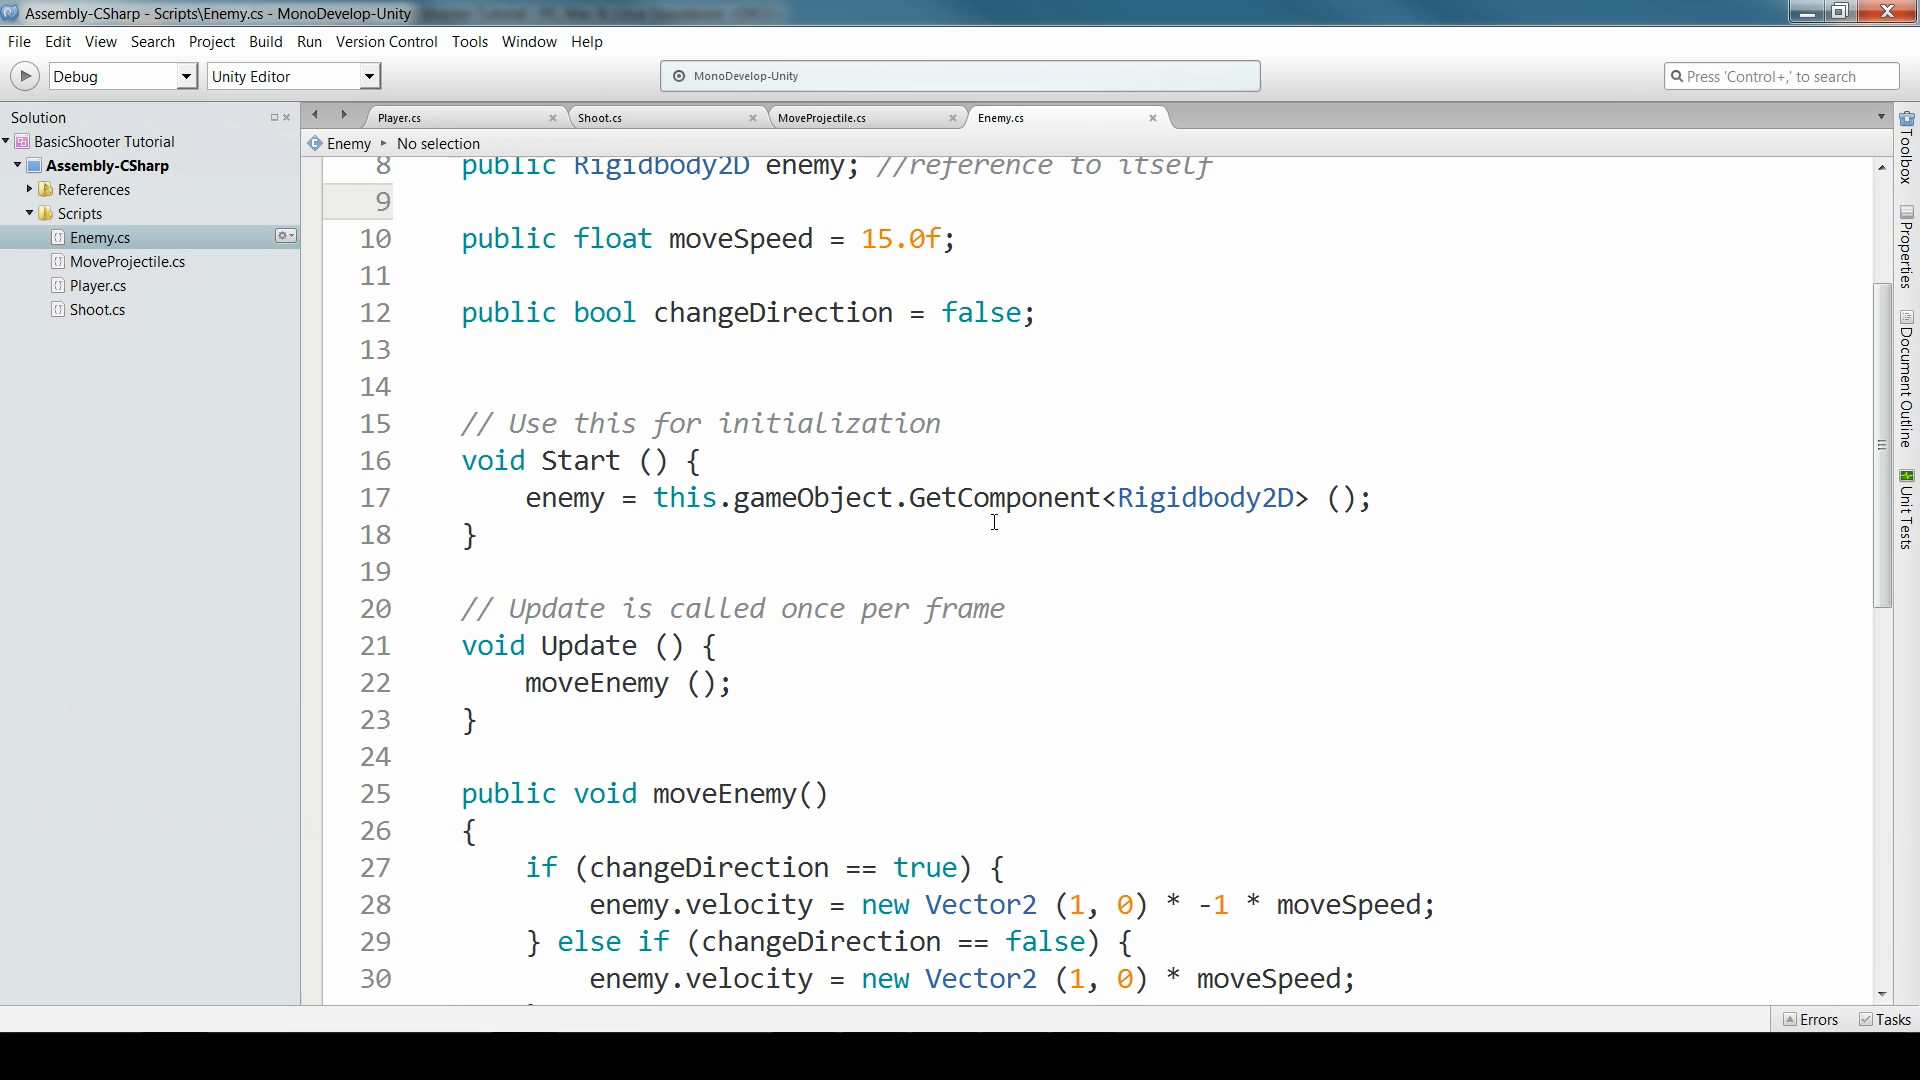 Assembly-CSharp - Scripts\Enemy.cs - MonoDevelop-Unity
File Edit View Search Project Build Run Version Control Tools Window Help
Debug Unity Editor MonoDevelop-Unity Press 'Control+,' to search
Solution
BasicShooter Tutorial
Assembly-CSharp
References
Scripts
Enemy.cs
MoveProjectile.cs
Player.cs
Shoot.cs
Player.cs Shoot.cs MoveProjectile.cs Enemy.cs
Enemy No selection
8 public Rigidbody2D enemy; //reference to itself
9
10 public float moveSpeed = 15.0f;
11
12 public bool changeDirection = false;
13
14
15 // Use this for initialization
16 void Start () {
17 enemy = this.gameObject.GetComponent<Rigidbody2D> ();
18 }
19
20 // Update is called once per frame
21 void Update () {
22 moveEnemy ();
23 }
24
25 public void moveEnemy()
26 {
27 if (changeDirection == true) {
28 enemy.velocity = new Vector2 (1, 0) * -1 * moveSpeed;
29 } else if (changeDirection == false) {
30 enemy.velocity = new Vector2 (1, 0) * moveSpeed;
Toolbox
Properties
Document Outline
Unit Tests
Errors Tasks